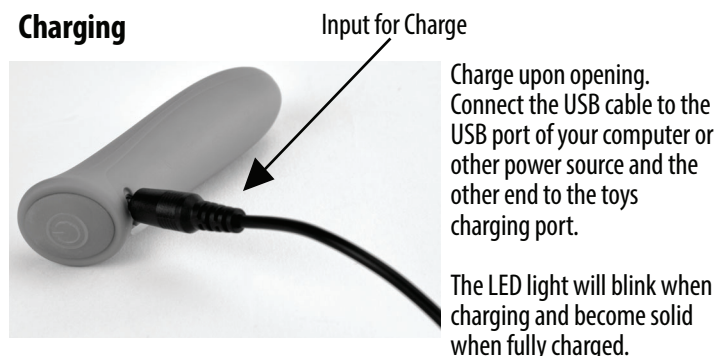 Charging
Input for Charge
Charge upon opening.
Connect the USB cable to the
USB port of your computer or
other power source and the
other end to the toys
charging port.
The LED light will blink when
charging and become solid
when fully charged.